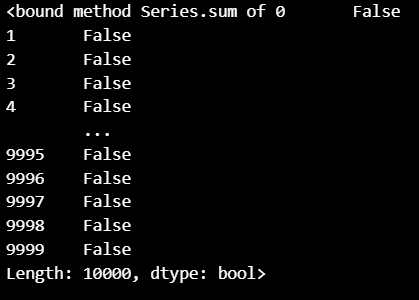 <bound method Series.sum of 0       False
1       False
2       False
3       False
4       False
        ...
9995    False
9996    False
9997    False
9998    False
9999    False
Length: 10000, dtype: bool>